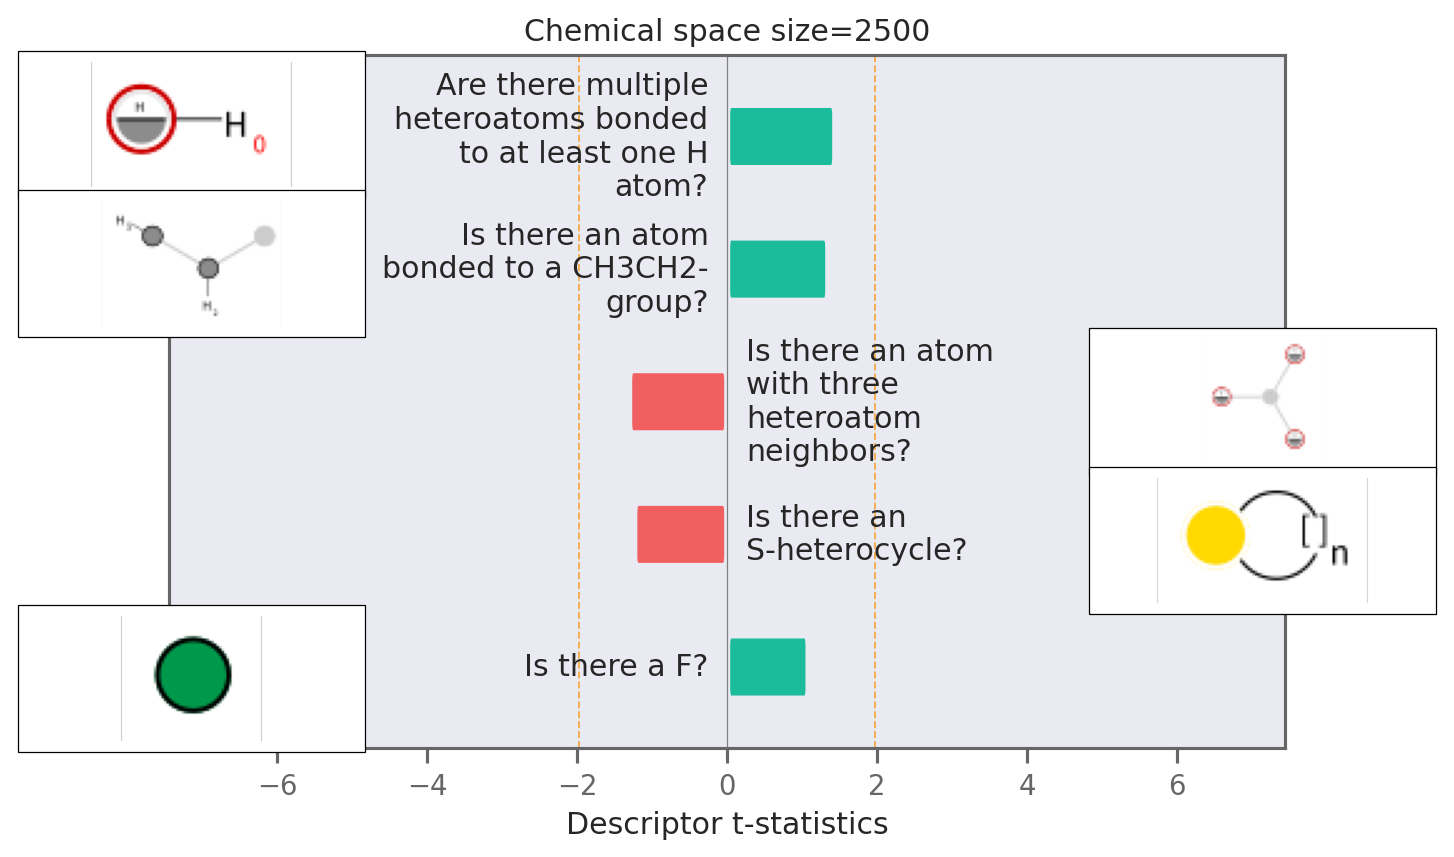 Chemical space size=2500
H
H
0
Are there multiple
heteroatoms bonded
to at least one H
atom?
H
3
H
2
Is there an atom
bonded to a CH3CH2-
group?
Is there an atom
with three
heteroatom
neighbors?
Is there an
S-heterocycle?
[ ]n
Is there a F?
−6 −4 −2 0 2 4 6
Descriptor t-statistics